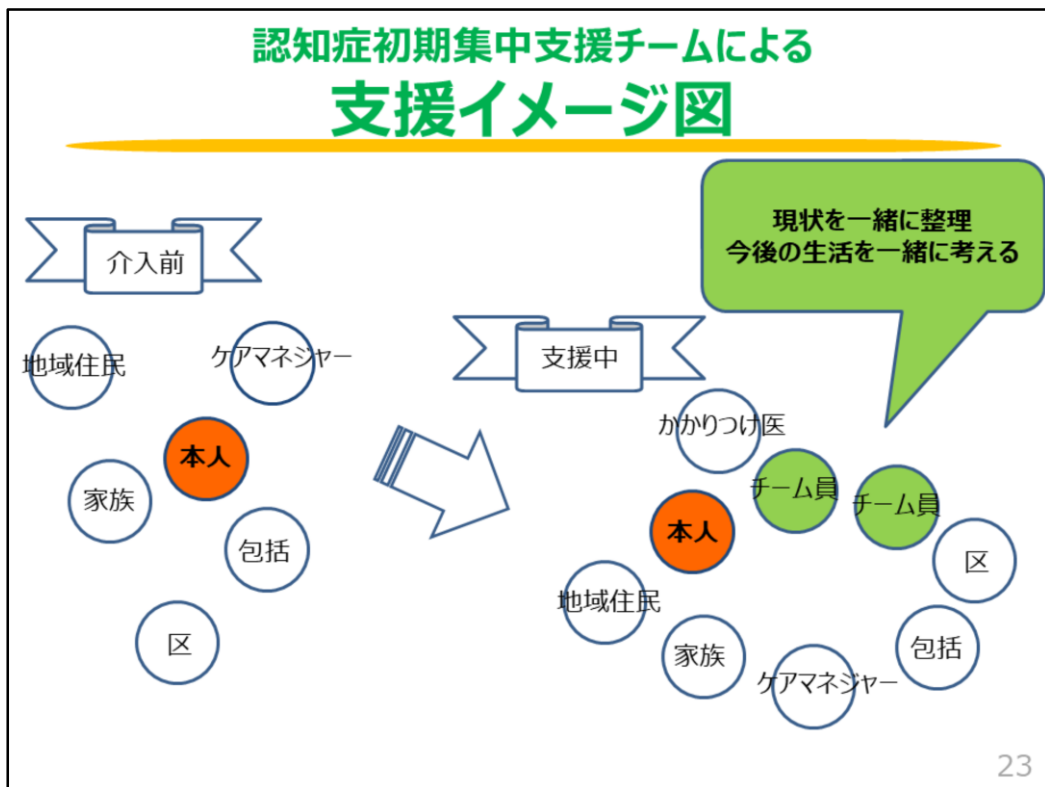 認知症初期集中支援チームによる
支援イメージ図
現状を一緒に整理
今後の生活を一緒に考える
介入前
地域住民
ケアマネジャー
本人
家族
包括
区
支援中
かかりつけ医
チーム員
チーム員
本人
区
地域住民
包括
家族
ケアマネジャー
23